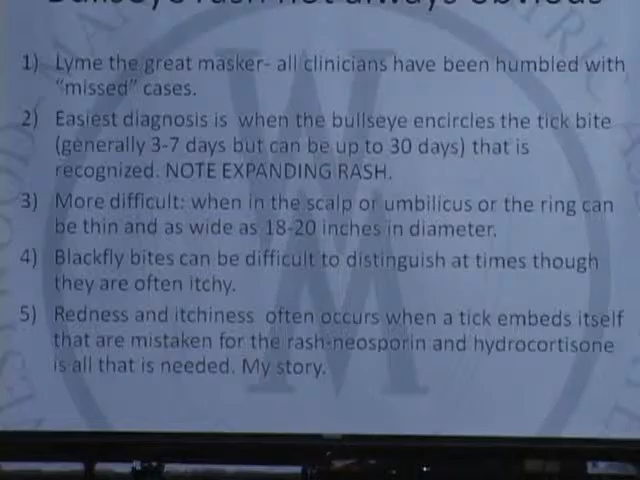 Bullseye rash not always obvious
1) Lyme the great masker- all clinicians have been humbled with
"missed" cases.
2) Easiest diagnosis is when the bullseye encircles the tick bite
(generally 3-7 days but can be up to 30 days) that is
recognized. NOTE EXPANDING RASH.
3) More difficult: when in the scalp or umbilicus or the ring can
be thin and as wide as 18-20 inches in diameter.
4) Blackfly bites can be difficult to distinguish at times though
they are often itchy.
5) Redness and itchiness often occurs when a tick embeds itself
that are mistaken for the rash-neosporin and hydrocortisone
is all that is needed. My story.